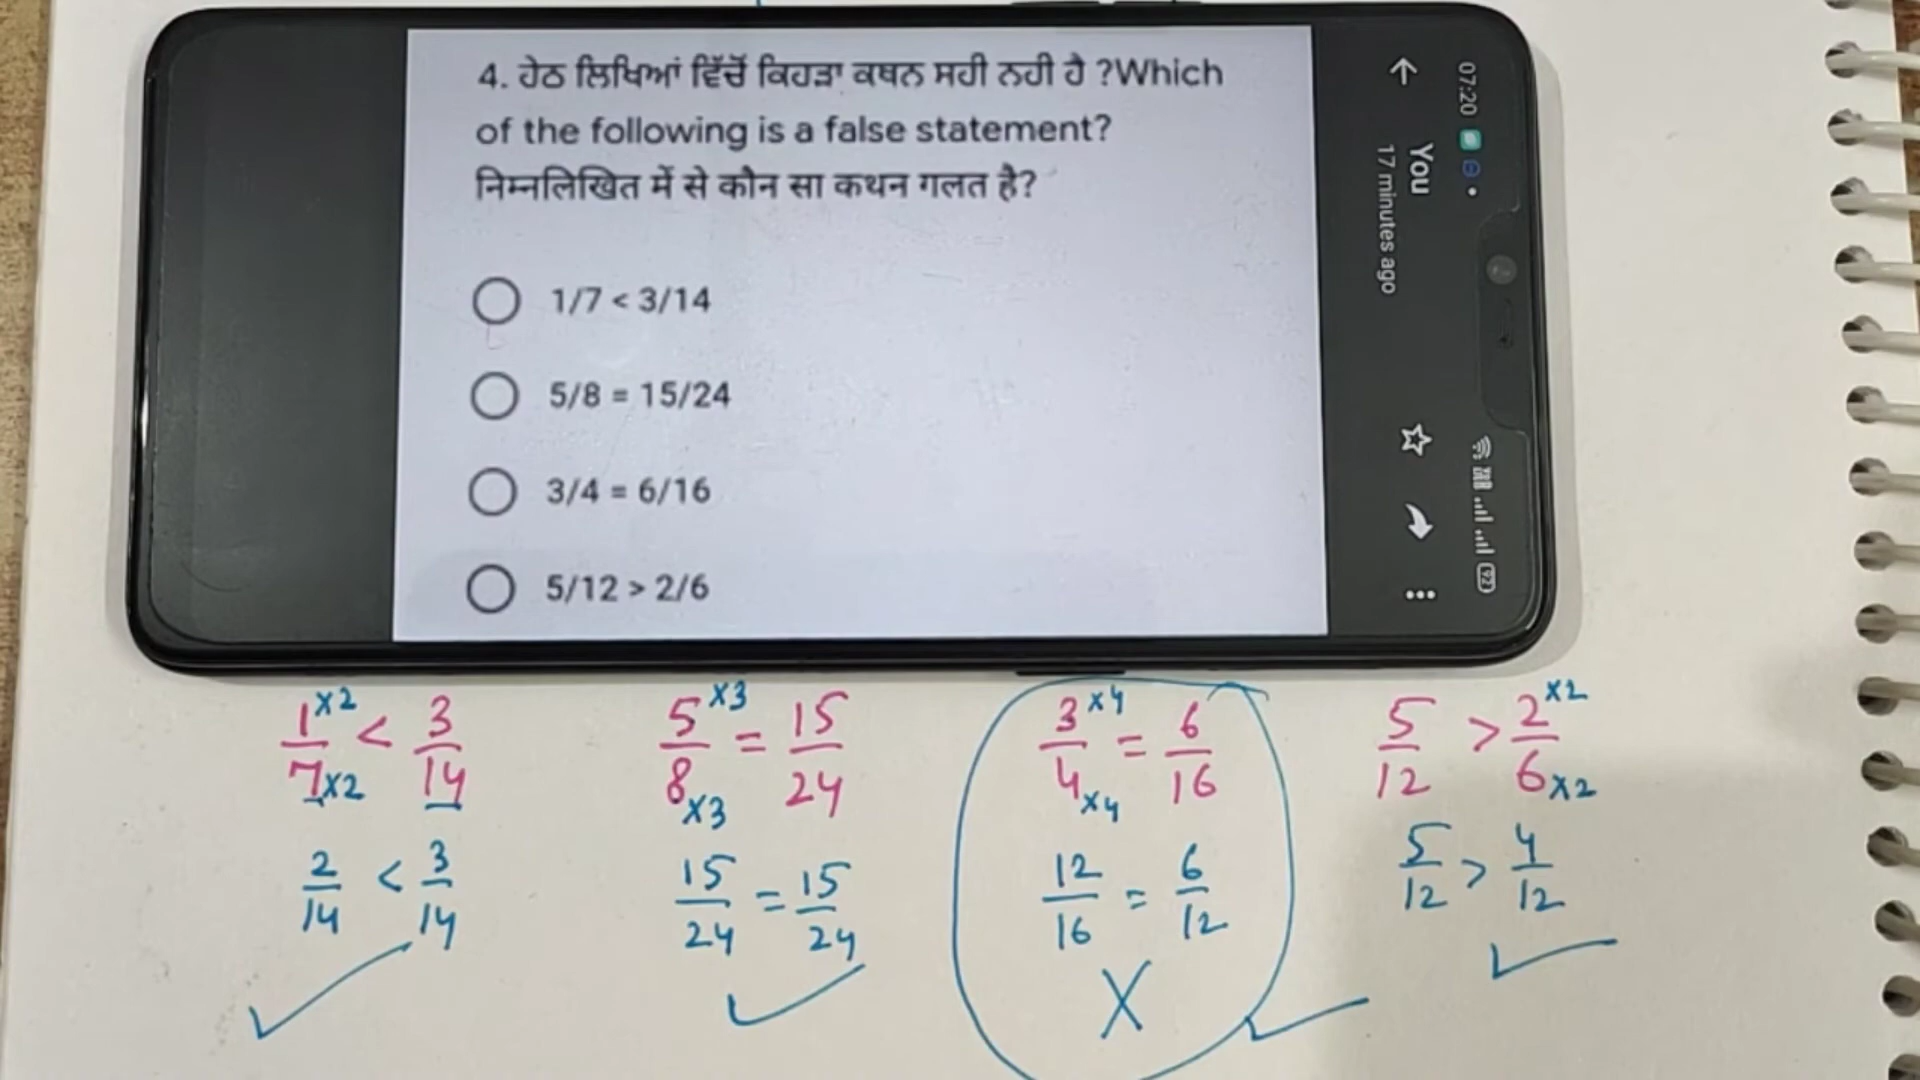 4. ਹੇਠ ਲਿਖਿਆਂ ਵਿੱਚੋਂ ਕਿਹੜਾ ਕਥਨ ਸਹੀ ਨਹੀ ਹੈ ?Which
of the following is a false statement?
निम्नलिखित में से कौन सा कथन गलत है?
1/7 < 3/14
5/8 = 15/24
3/4 = 6/16
5/12 > 2/6
07:20
You
17 minutes ago
92
1×2/7×2 < 3/14
2/14 < 3/14
5×3/8×3 = 15/24
15/24 = 15/24
3×4/4×4 = 6/16
12/16 = 6/12
X
5/12 > 2×2/6×2
5/12 > 4/12